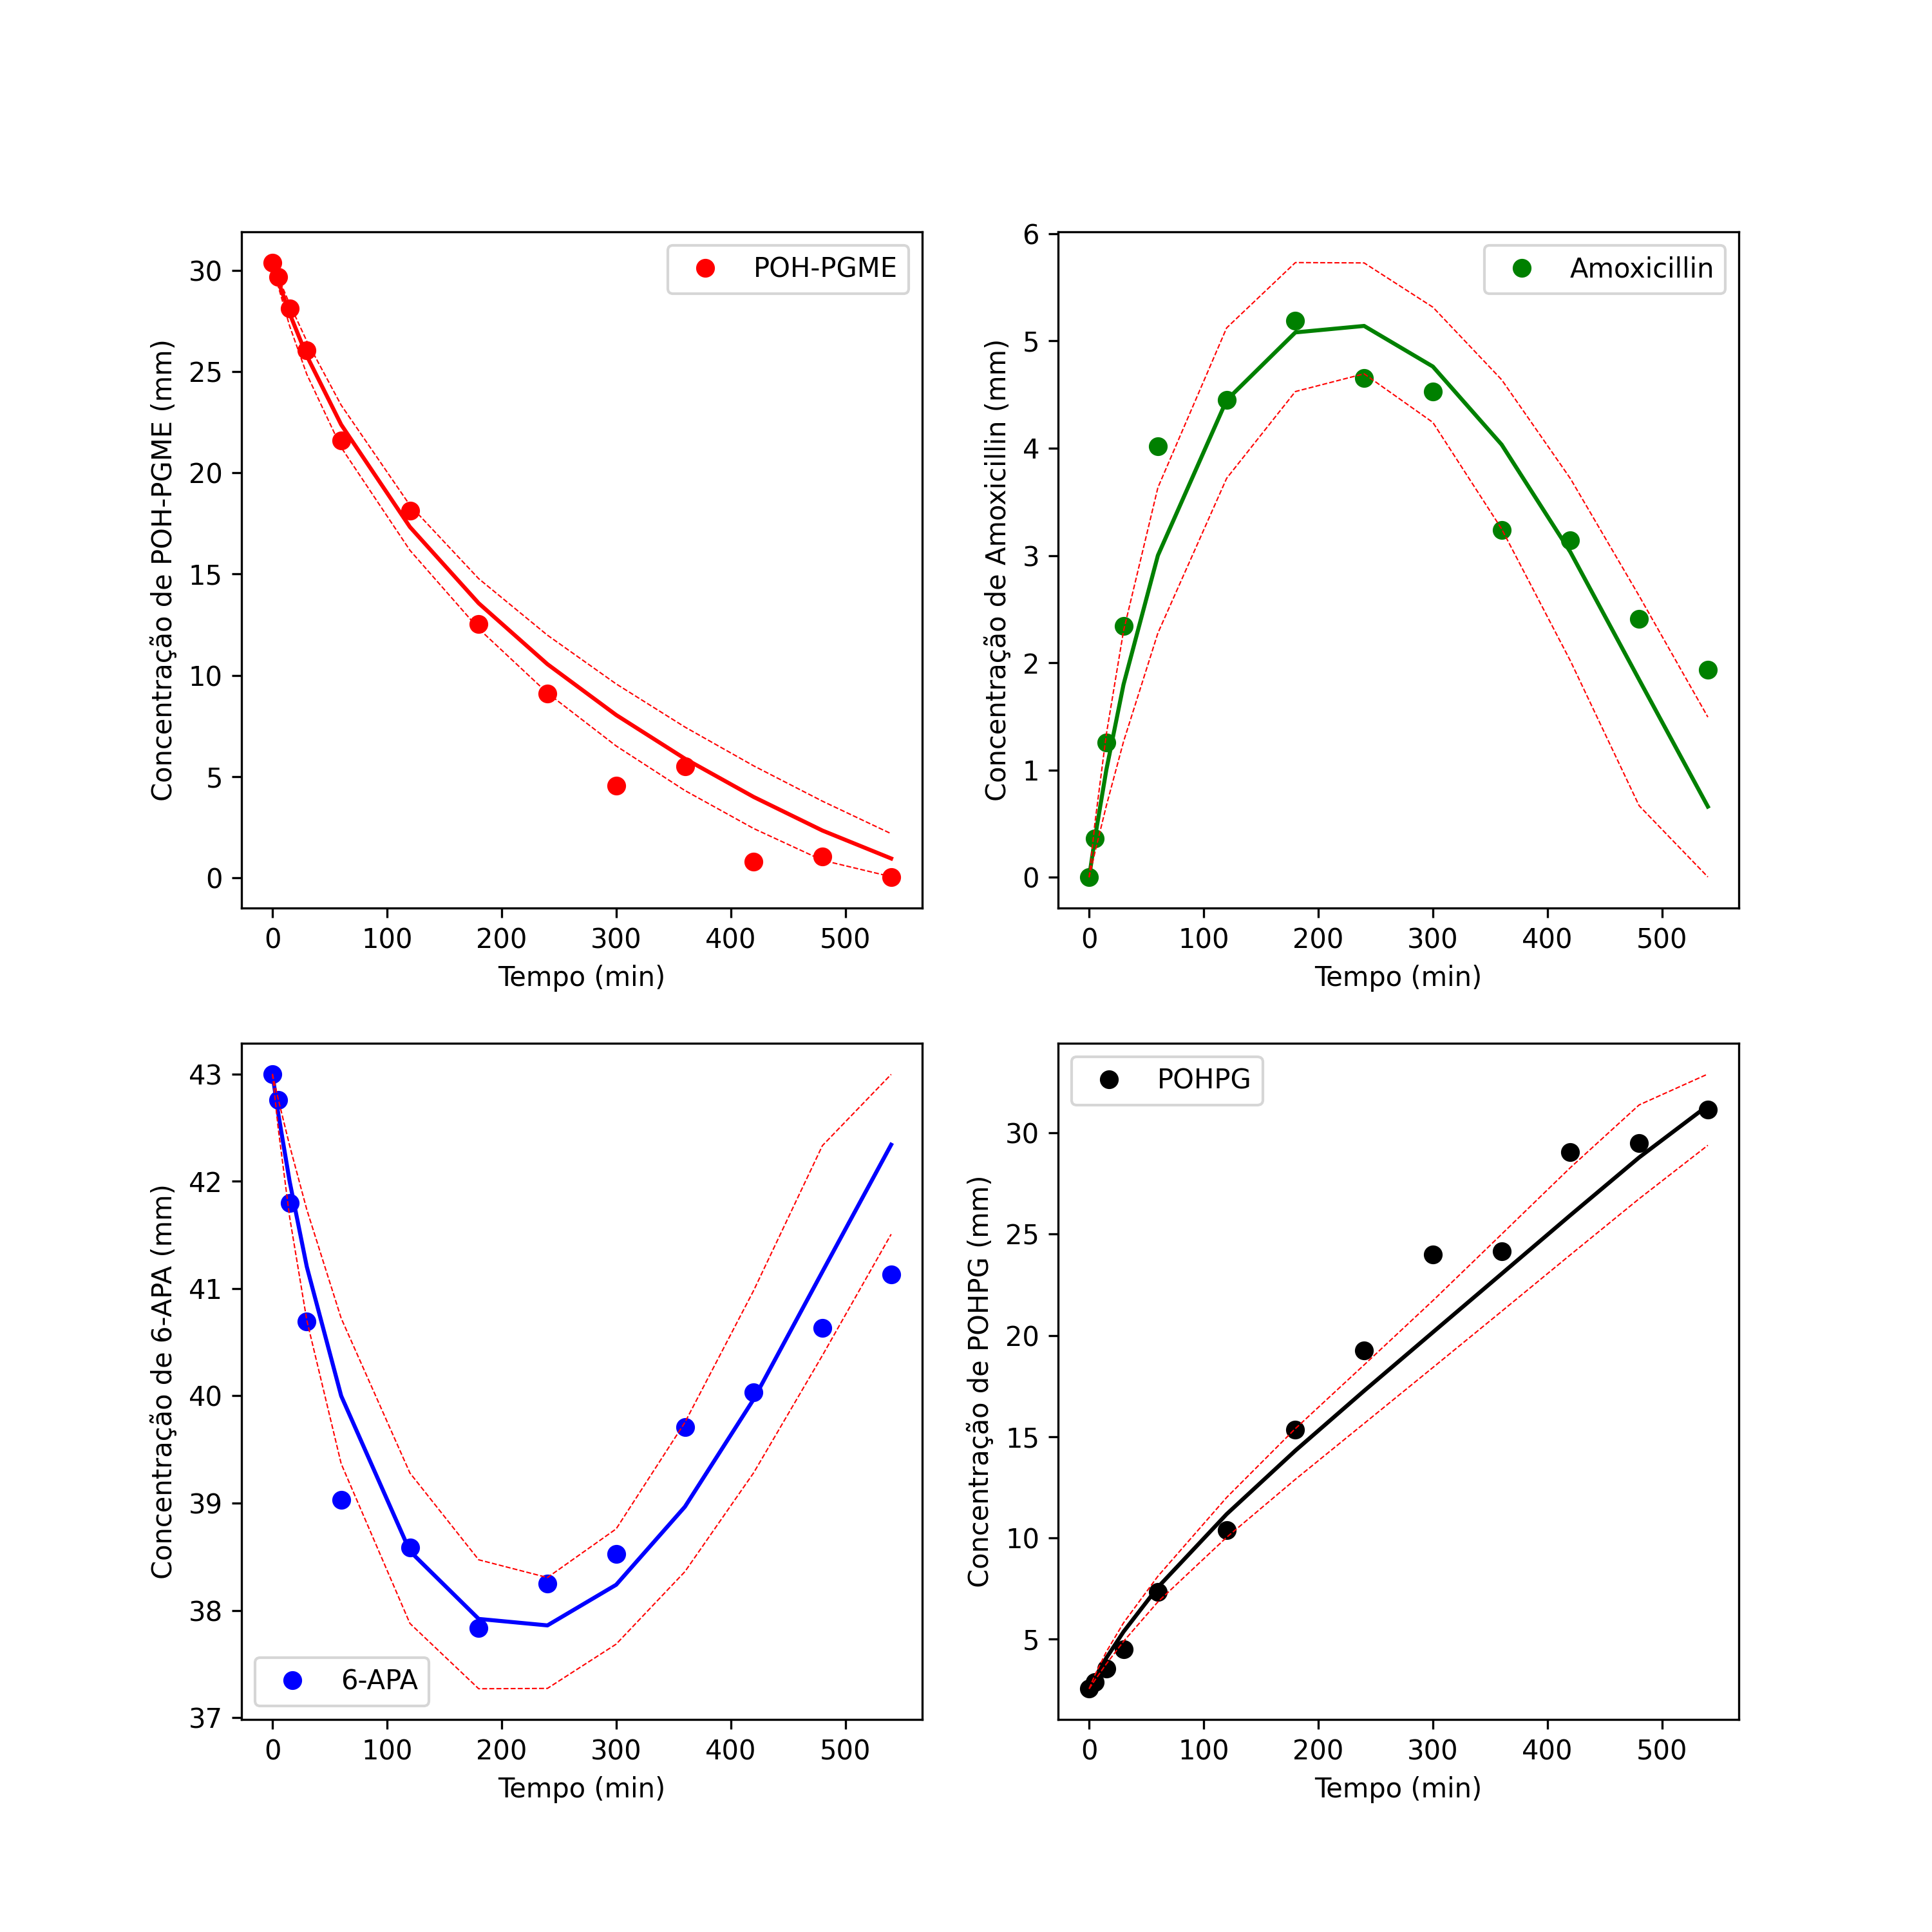 POH-PGME
30
25
20
15
10
5
0
Concentração de POH-PGME (mm)
0 100 200 300 400 500
Tempo (min)
Amoxicillin
6
5
4
3
2
1
0
Concentração de Amoxicillin (mm)
0 100 200 300 400 500
Tempo (min)
43
42
41
40
39
38
37
Concentração de 6-APA (mm)
6-APA
0 100 200 300 400 500
Tempo (min)
POHPG
30
25
20
15
10
5
Concentração de POHPG (mm)
0 100 200 300 400 500
Tempo (min)